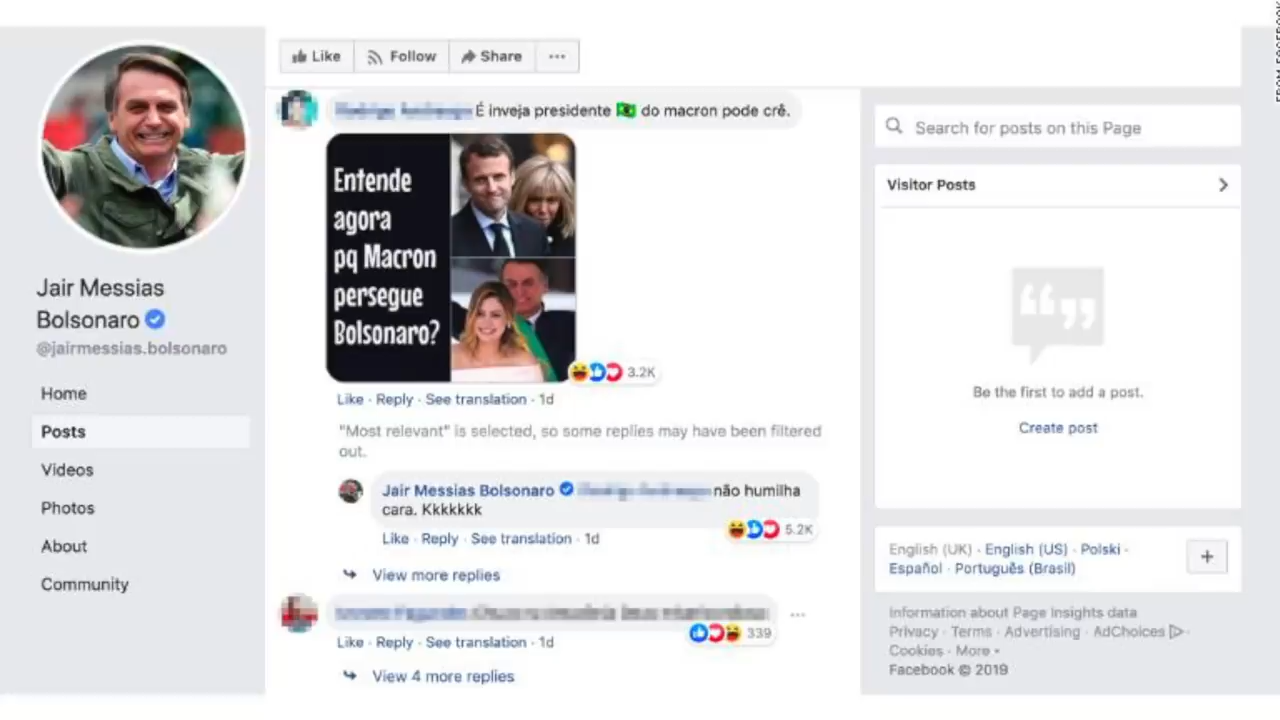 FROM FACEBOOK
Like
Follow
Share
É inveja presidente 🇧🇷 do macron pode crê.
Entende
agora
pq Macron
persegue
Bolsonaro?
3.2K
Like · Reply · See translation · 1d
"Most relevant" is selected, so some replies may have been filtered
out.
Jair Messias Bolsonaro não humilha
cara. Kkkkkkk
5.2K
Like · Reply · See translation · 1d
View more replies
339
Like · Reply · See translation · 1d
View 4 more replies
Jair Messias
Bolsonaro
@jairmessias.bolsonaro
Home
Posts
Videos
Photos
About
Community
Search for posts on this Page
Visitor Posts
Be the first to add a post.
Create post
English (UK) · English (US) · Polski ·
Español · Português (Brasil)
Information about Page Insights data
Privacy · Terms · Advertising · AdChoices ·
Cookies · More
Facebook © 2019